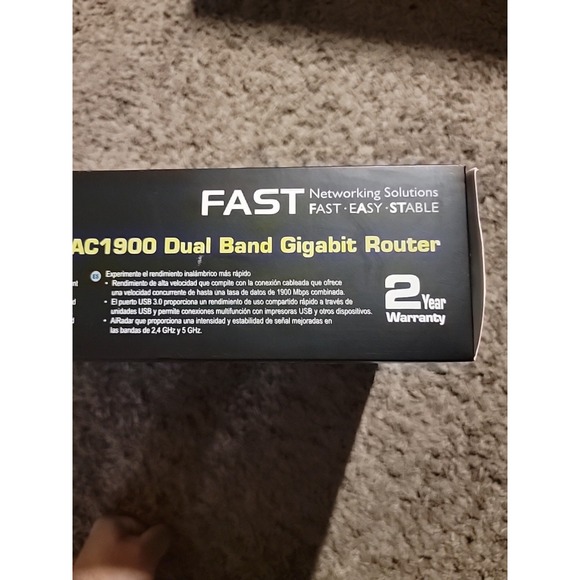 FAST Networking Solutions
FAST·EASY·STABLE
AC1900 Dual Band Gigabit Router
ES Experimente el rendimiento inalámbrico más rápido
• Rendimiento de alta velocidad que compite con la conexión cableada que ofrece
una velocidad concurrente de hasta una tasa de datos de 1900 Mbps combinada.
• El puerto USB 3.0 proporciona un rendimiento de uso compartido rápido a través de
unidades USB y permite conexiones multifunción con impresoras USB y otros dispositivos.
• AiRadar que proporciona una intensidad y estabilidad de señal mejoradas en
las bandas de 2,4 GHz y 5 GHz.
2 Year
Warranty